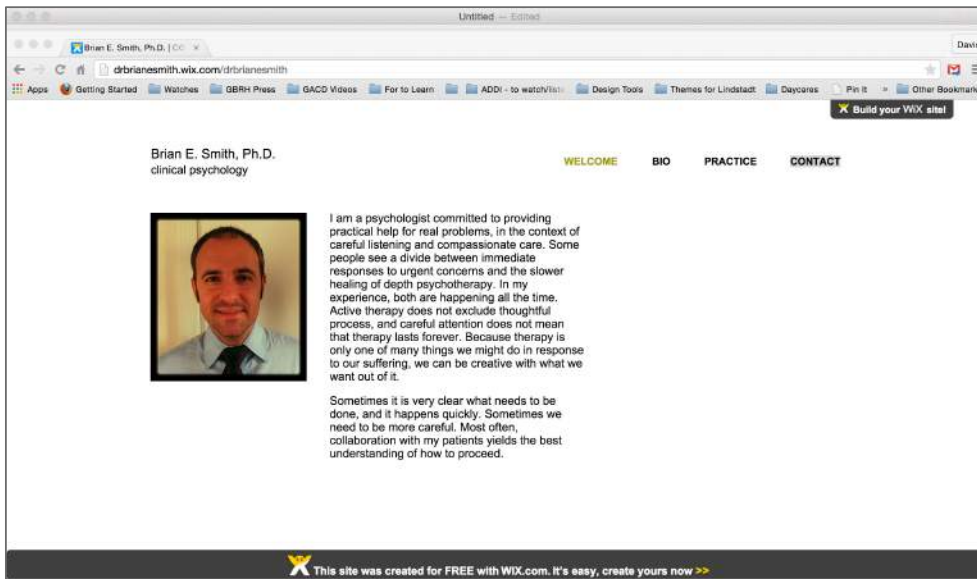 Untitled — Edited
Brian E. Smith, Ph.D. | CC
drbrianesmith.wix.com/drbrianesmith
Apps Getting Started Watches GBRH Press GACD Videos For to Learn ADDI - to watch/liste Design Tools Themes for Lindstadt Daycares Pin It » Other Bookmark
Build your WiX site!
Brian E. Smith, Ph.D.
clinical psychology
WELCOME BIO PRACTICE CONTACT
I am a psychologist committed to providing
practical help for real problems, in the context of
careful listening and compassionate care. Some
people see a divide between immediate
responses to urgent concerns and the slower
healing of depth psychotherapy. In my
experience, both are happening all the time.
Active therapy does not exclude thoughtful
process, and careful attention does not mean
that therapy lasts forever. Because therapy is
only one of many things we might do in response
to our suffering, we can be creative with what we
want out of it.
Sometimes it is very clear what needs to be
done, and it happens quickly. Sometimes we
need to be more careful. Most often,
collaboration with my patients yields the best
understanding of how to proceed.
This site was created for FREE with WIX.com. It's easy, create yours now >>